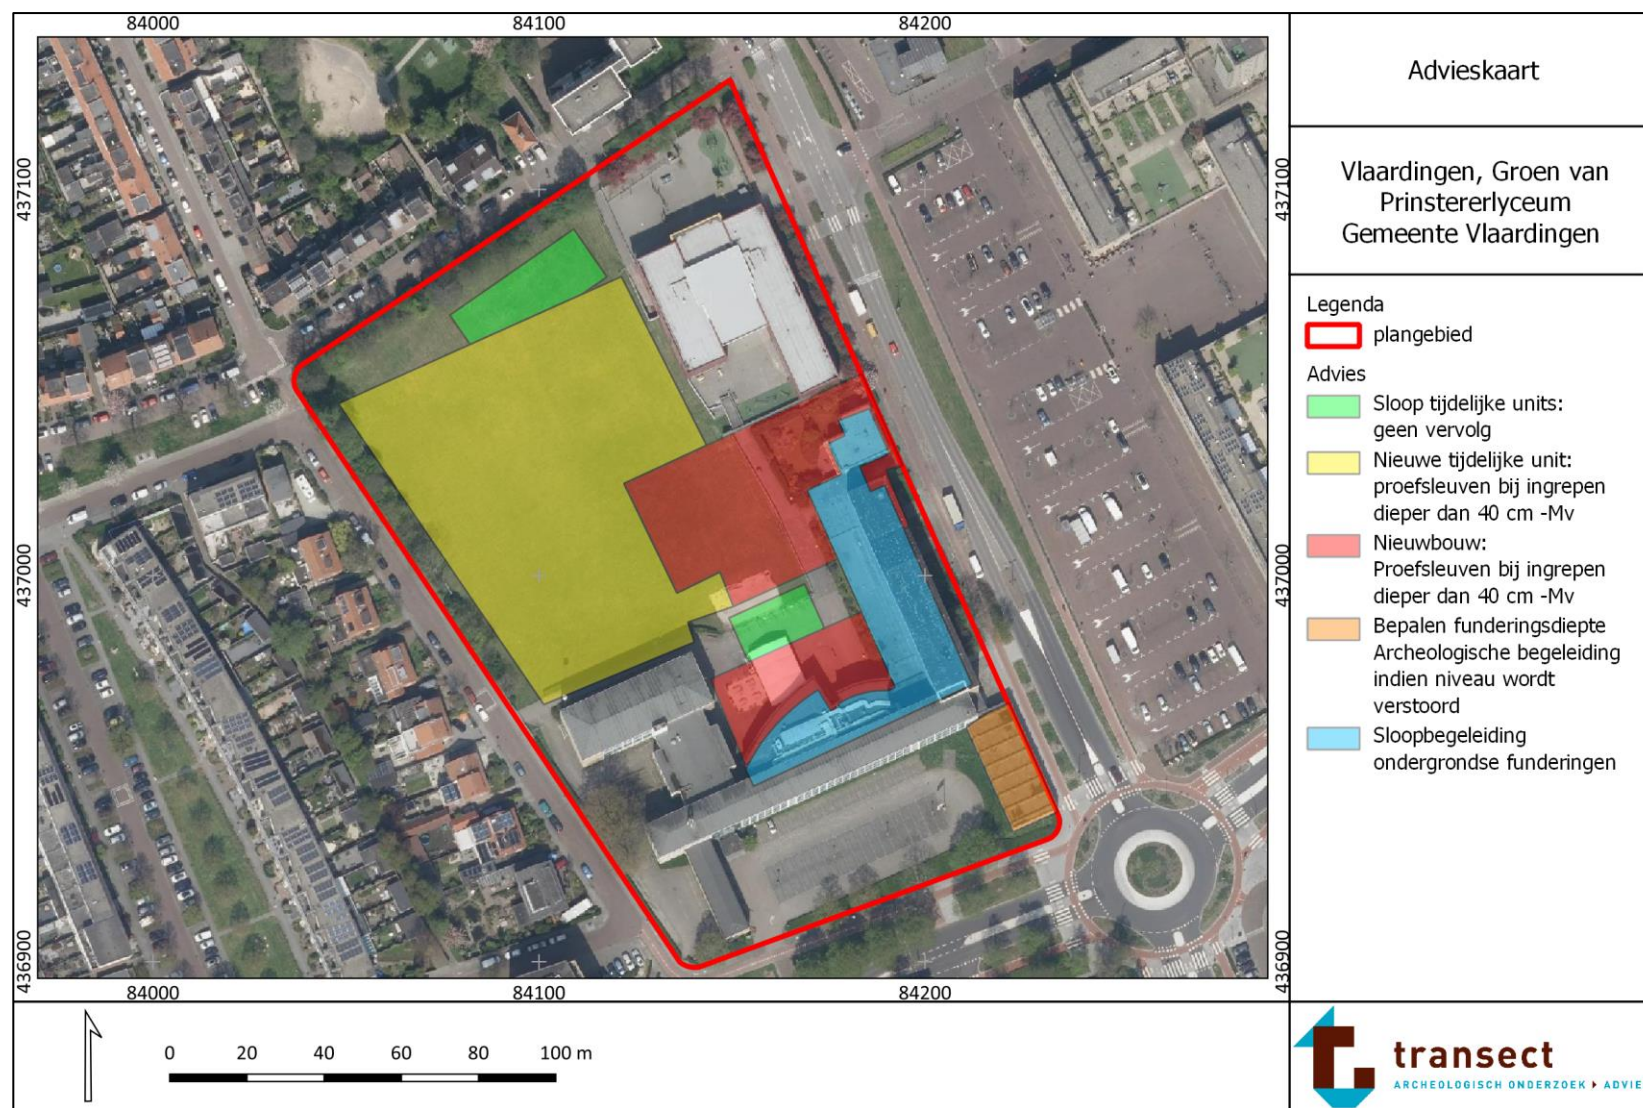 84000
84100
84200
437100
437100
437000
437000
436900
436900
84000
84100
84200
0
20
40
60
80
100 m
Advieskaart
Vlaardingen, Groen van
Prinstererlyceum
Gemeente Vlaardingen
Legenda
plangebied
Advies
Sloop tijdelijke units:
geen vervolg
Nieuwe tijdelijke unit:
proefsleuven bij ingrepen
dieper dan 40 cm -Mv
Nieuwbouw:
Proefsleuven bij ingrepen
dieper dan 40 cm -Mv
Bepalen funderingsdiepte
Archeologische begeleiding
indien niveau wordt
verstoord
Sloopbegeleiding
ondergrondse funderingen
transect
ARCHEOLOGISCH ONDERZOEK ▸ ADVIE